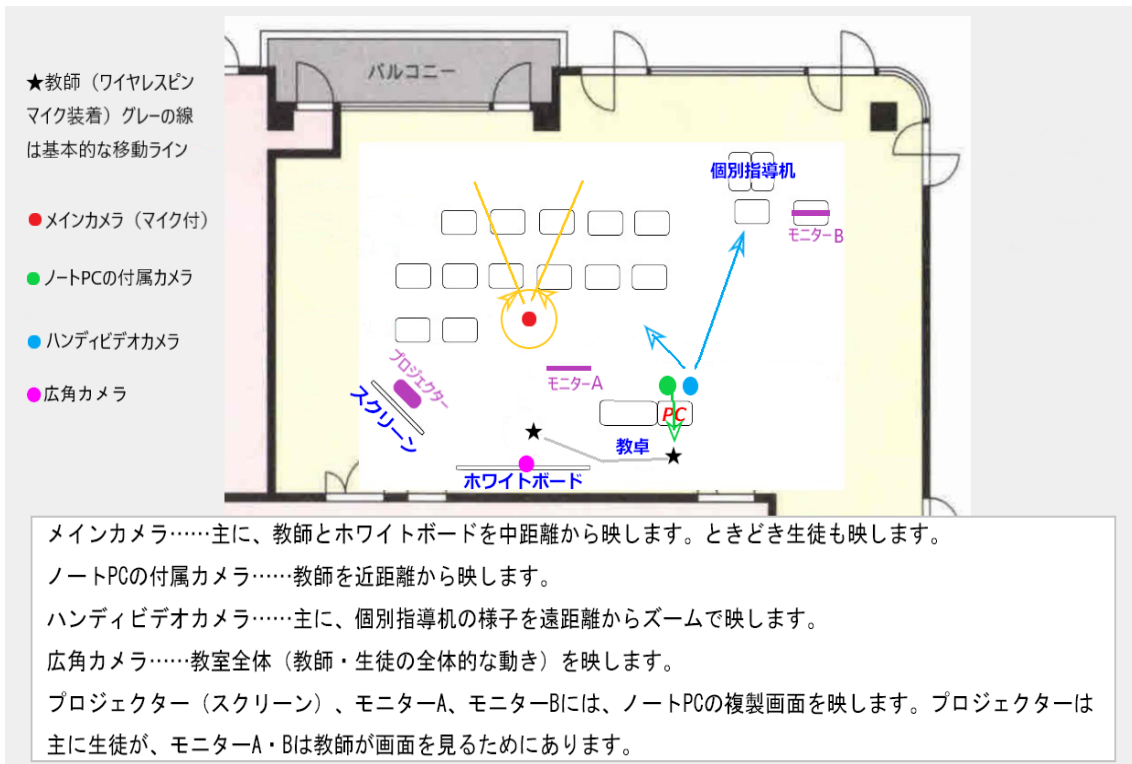 ★教師（ワイヤレスピン
マイク装着）グレーの線
は基本的な移動ライン
●メインカメラ（マイク付）
●ノートPCの付属カメラ
●ハンディビデオカメラ
●広角カメラ
バルコニー
個別指導机
モニターB
プロジェクター
スクリーン
モニターA
PC
教卓
ホワイトボード
メインカメラ……主に、教師とホワイトボードを中距離から映します。ときどき生徒も映します。
ノートPCの付属カメラ……教師を近距離から映します。
ハンディビデオカメラ……主に、個別指導机の様子を遠距離からズームで映します。
広角カメラ……教室全体（教師・生徒の全体的な動き）を映します。
プロジェクター（スクリーン）、モニターA、モニターBには、ノートPCの複製画面を映します。プロジェクターは
主に生徒が、モニターA・Bは教師が画面を見るためにあります。